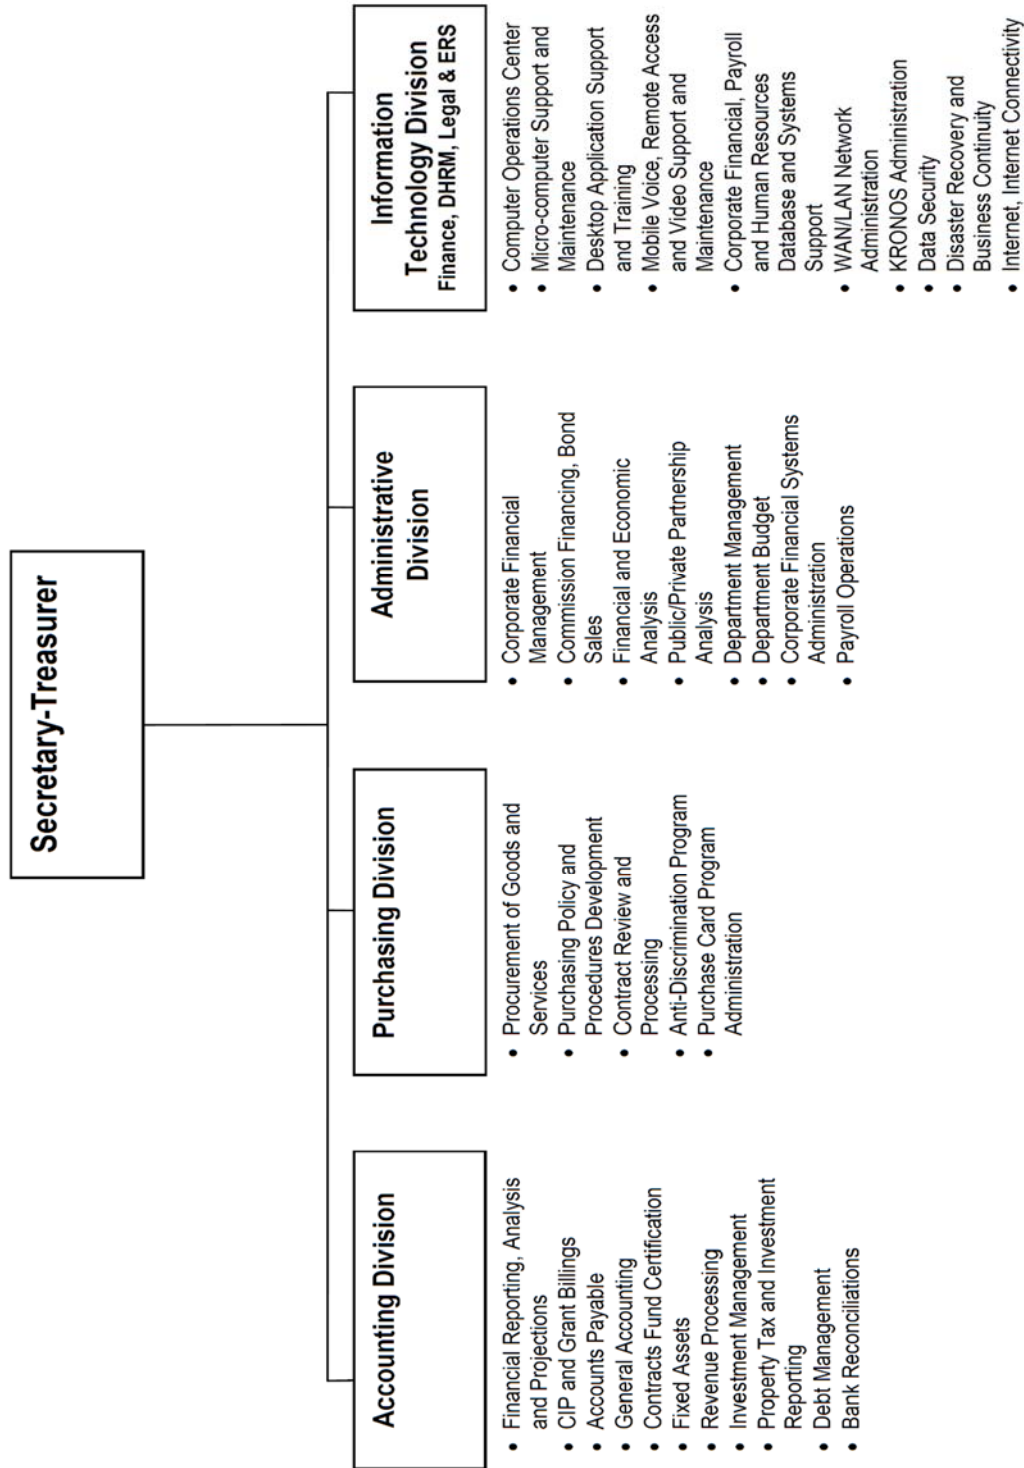 Secretary-Treasurer
Accounting Division
• Financial Reporting, Analysis
and Projections
• CIP and Grant Billings
• Accounts Payable
• General Accounting
• Contracts Fund Certification
• Fixed Assets
• Revenue Processing
• Investment Management
• Property Tax and Investment
Reporting
• Debt Management
• Bank Reconciliations
Purchasing Division
• Procurement of Goods and
Services
• Purchasing Policy and
Procedures Development
• Contract Review and
Processing
• Anti-Discrimination Program
• Purchase Card Program
Administration
Administrative
Division
• Corporate Financial
Management
• Commission Financing, Bond
Sales
• Financial and Economic
Analysis
• Public/Private Partnership
Analysis
• Department Management
• Department Budget
• Corporate Financial Systems
Administration
• Payroll Operations
Information
Technology Division
Finance, DHRM, Legal & ERS
• Computer Operations Center
• Micro-computer Support and
Maintenance
• Desktop Application Support
and Training
• Mobile Voice, Remote Access
and Video Support and
Maintenance
• Corporate Financial, Payroll
and Human Resources
Database and Systems
Support
• WAN/LAN Network
Administration
• KRONOS Administration
• Data Security
• Disaster Recovery and
Business Continuity
• Internet, Internet Connectivity